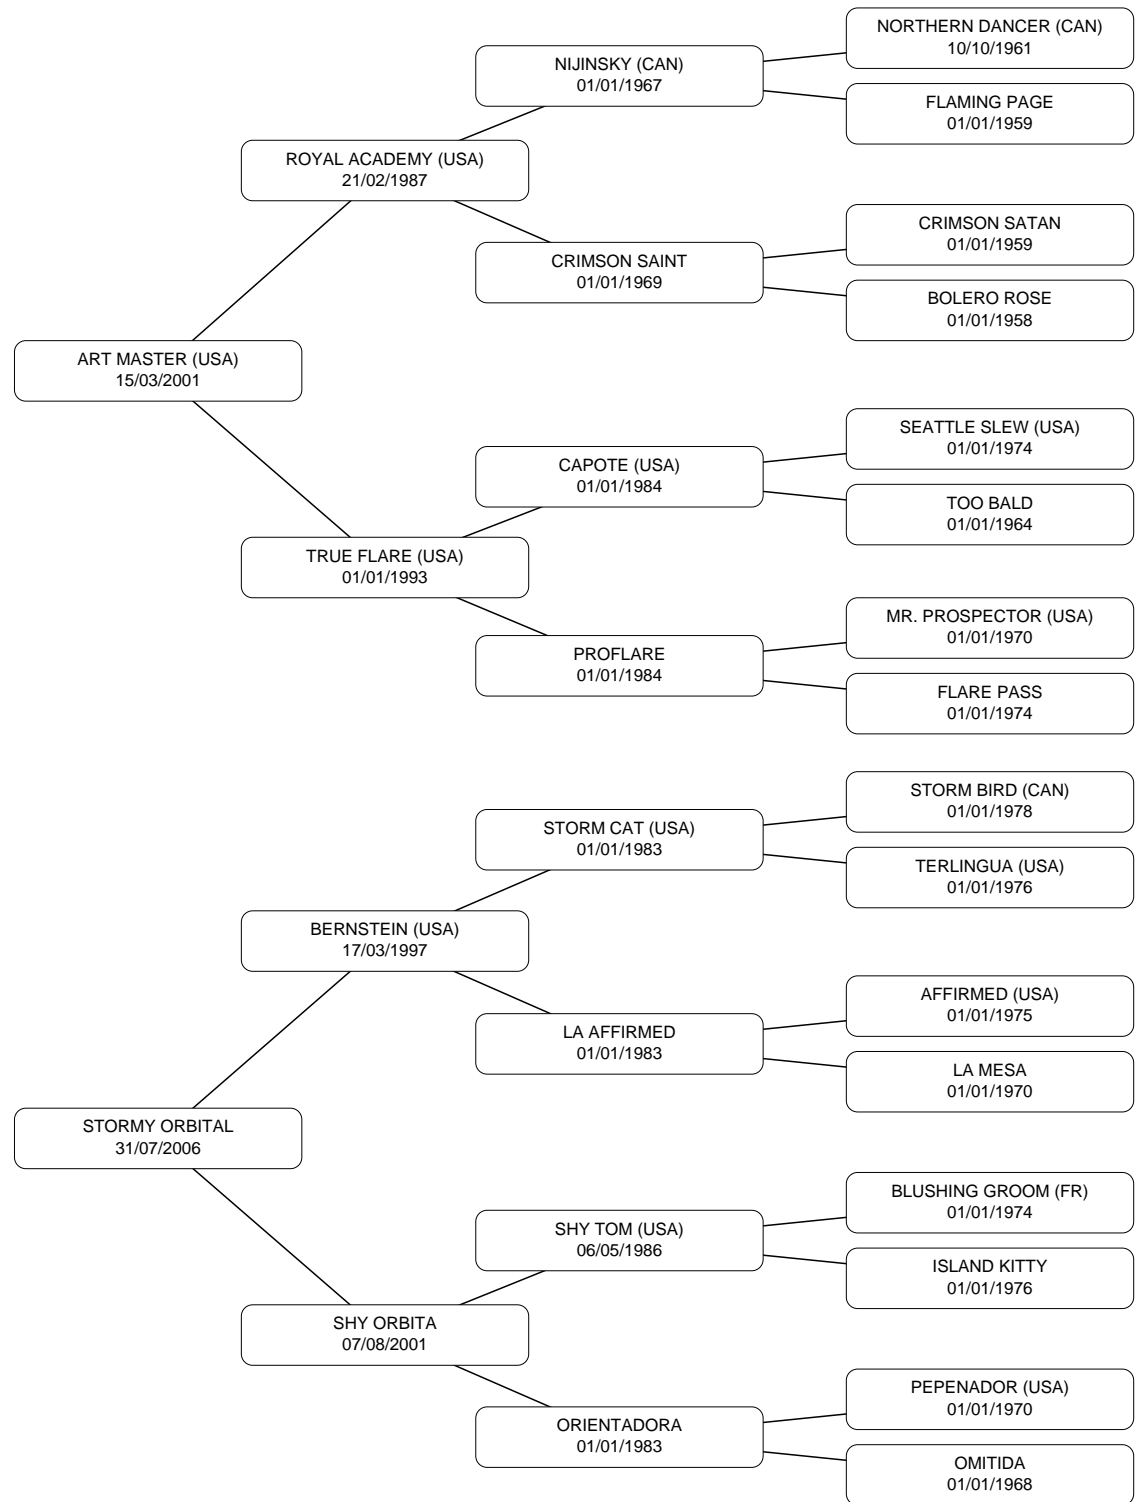 NORTHERN DANCER (CAN)
10/10/1961
NIJINSKY (CAN)
01/01/1967
FLAMING PAGE
01/01/1959
ROYAL ACADEMY (USA)
21/02/1987
CRIMSON SATAN
01/01/1959
CRIMSON SAINT
01/01/1969
BOLERO ROSE
01/01/1958
ART MASTER (USA)
15/03/2001
SEATTLE SLEW (USA)
01/01/1974
CAPOTE (USA)
01/01/1984
TOO BALD
01/01/1964
TRUE FLARE (USA)
01/01/1993
MR. PROSPECTOR (USA)
01/01/1970
PROFLARE
01/01/1984
FLARE PASS
01/01/1974
STORM BIRD (CAN)
01/01/1978
STORM CAT (USA)
01/01/1983
TERLINGUA (USA)
01/01/1976
BERNSTEIN (USA)
17/03/1997
AFFIRMED (USA)
01/01/1975
LA AFFIRMED
01/01/1983
LA MESA
01/01/1970
STORMY ORBITAL
31/07/2006
BLUSHING GROOM (FR)
01/01/1974
SHY TOM (USA)
06/05/1986
ISLAND KITTY
01/01/1976
SHY ORBITA
07/08/2001
PEPENADOR (USA)
01/01/1970
ORIENTADORA
01/01/1983
OMITIDA
01/01/1968